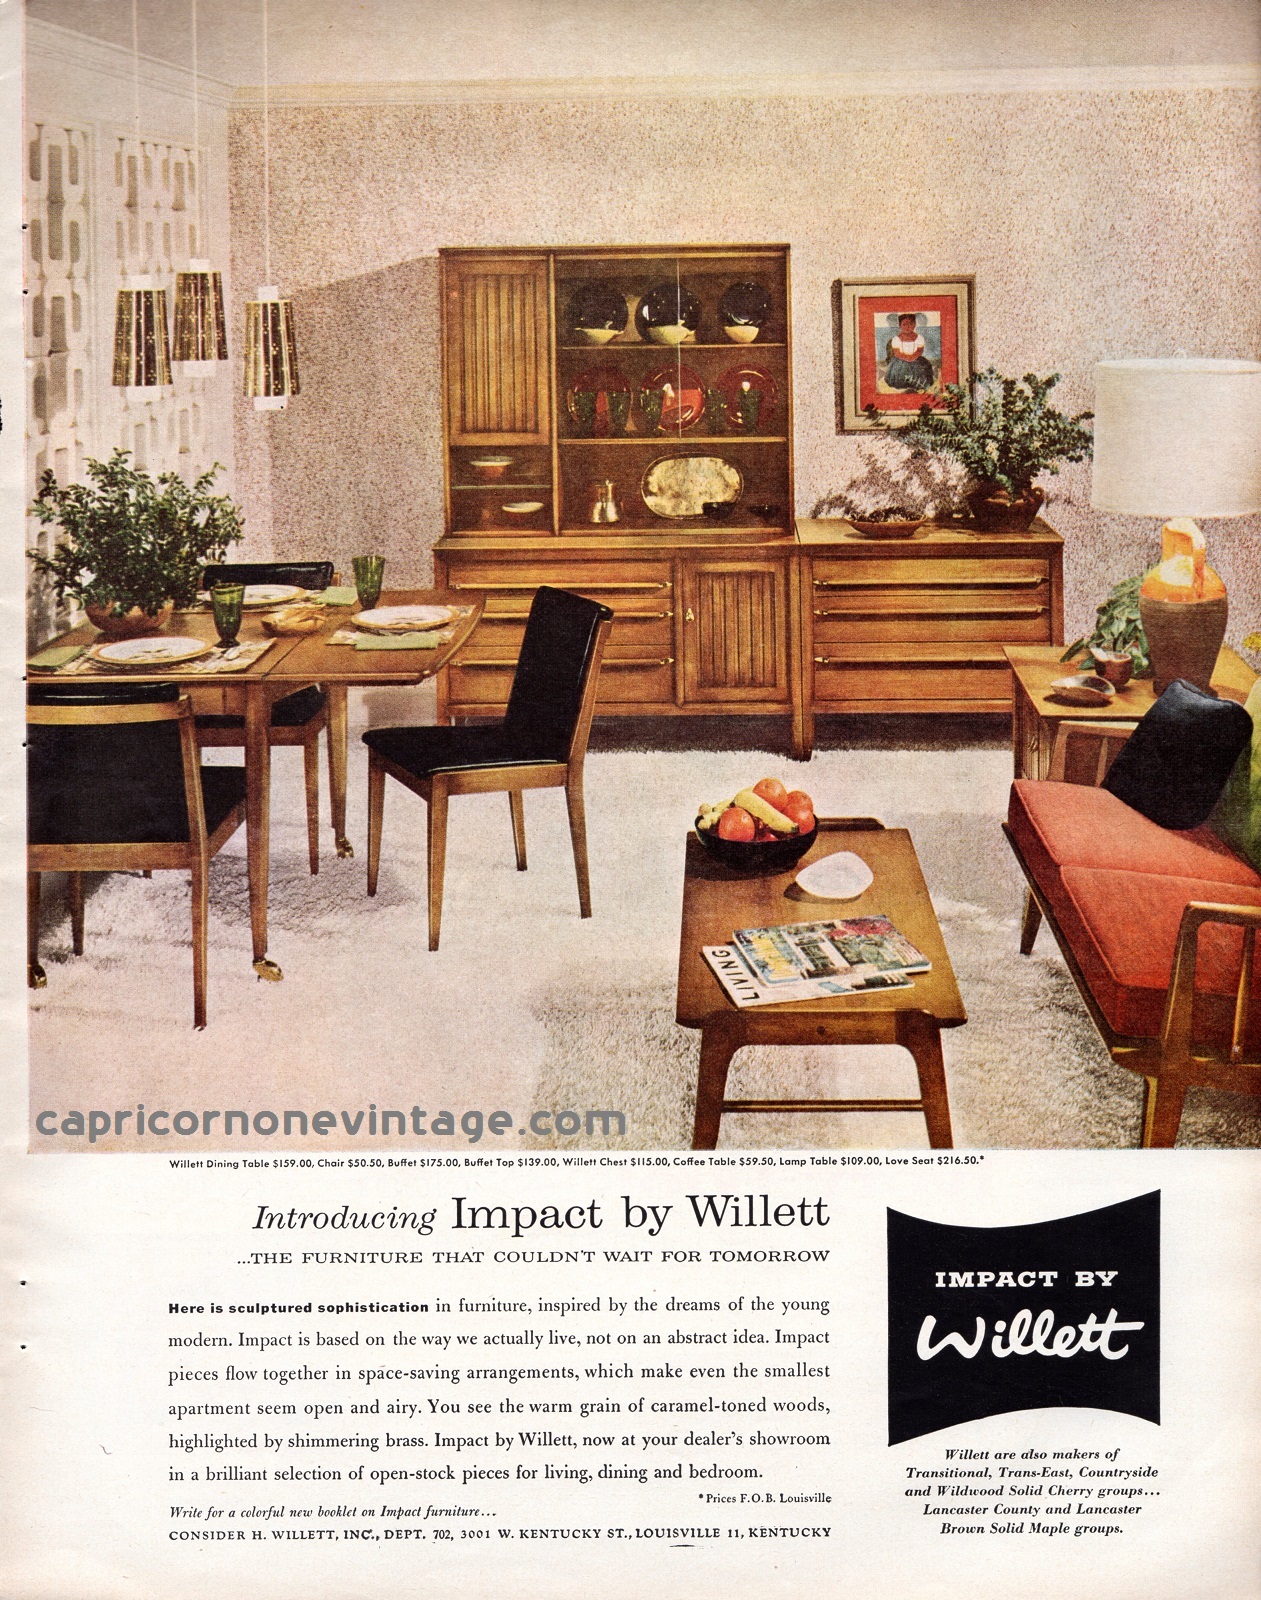 LIVING
capricornonevintage.com
Willett Dining Table $159.00, Chair $50.50, Buffet $175.00, Buffet Top $139.00, Willett Chest $115.00, Coffee Table $59.50, Lamp Table $109.00, Love Seat $216.50.*
Introducing Impact by Willett
...THE FURNITURE THAT COULDN'T WAIT FOR TOMORROW
Here is sculptured sophistication in furniture, inspired by the dreams of the young
modern. Impact is based on the way we actually live, not on an abstract idea. Impact
pieces flow together in space-saving arrangements, which make even the smallest
apartment seem open and airy. You see the warm grain of caramel-toned woods,
highlighted by shimmering brass. Impact by Willett, now at your dealer's showroom
in a brilliant selection of open-stock pieces for living, dining and bedroom.
*Prices F.O.B. Louisville
Write for a colorful new booklet on Impact furniture...
CONSIDER H. WILLETT, INC., DEPT. 702, 3001 W. KENTUCKY ST., LOUISVILLE 11, KENTUCKY
IMPACT BY
Willett
Willett are also makers of
Transitional, Trans-East, Countryside
and Wildwood Solid Cherry groups...
Lancaster County and Lancaster
Brown Solid Maple groups.